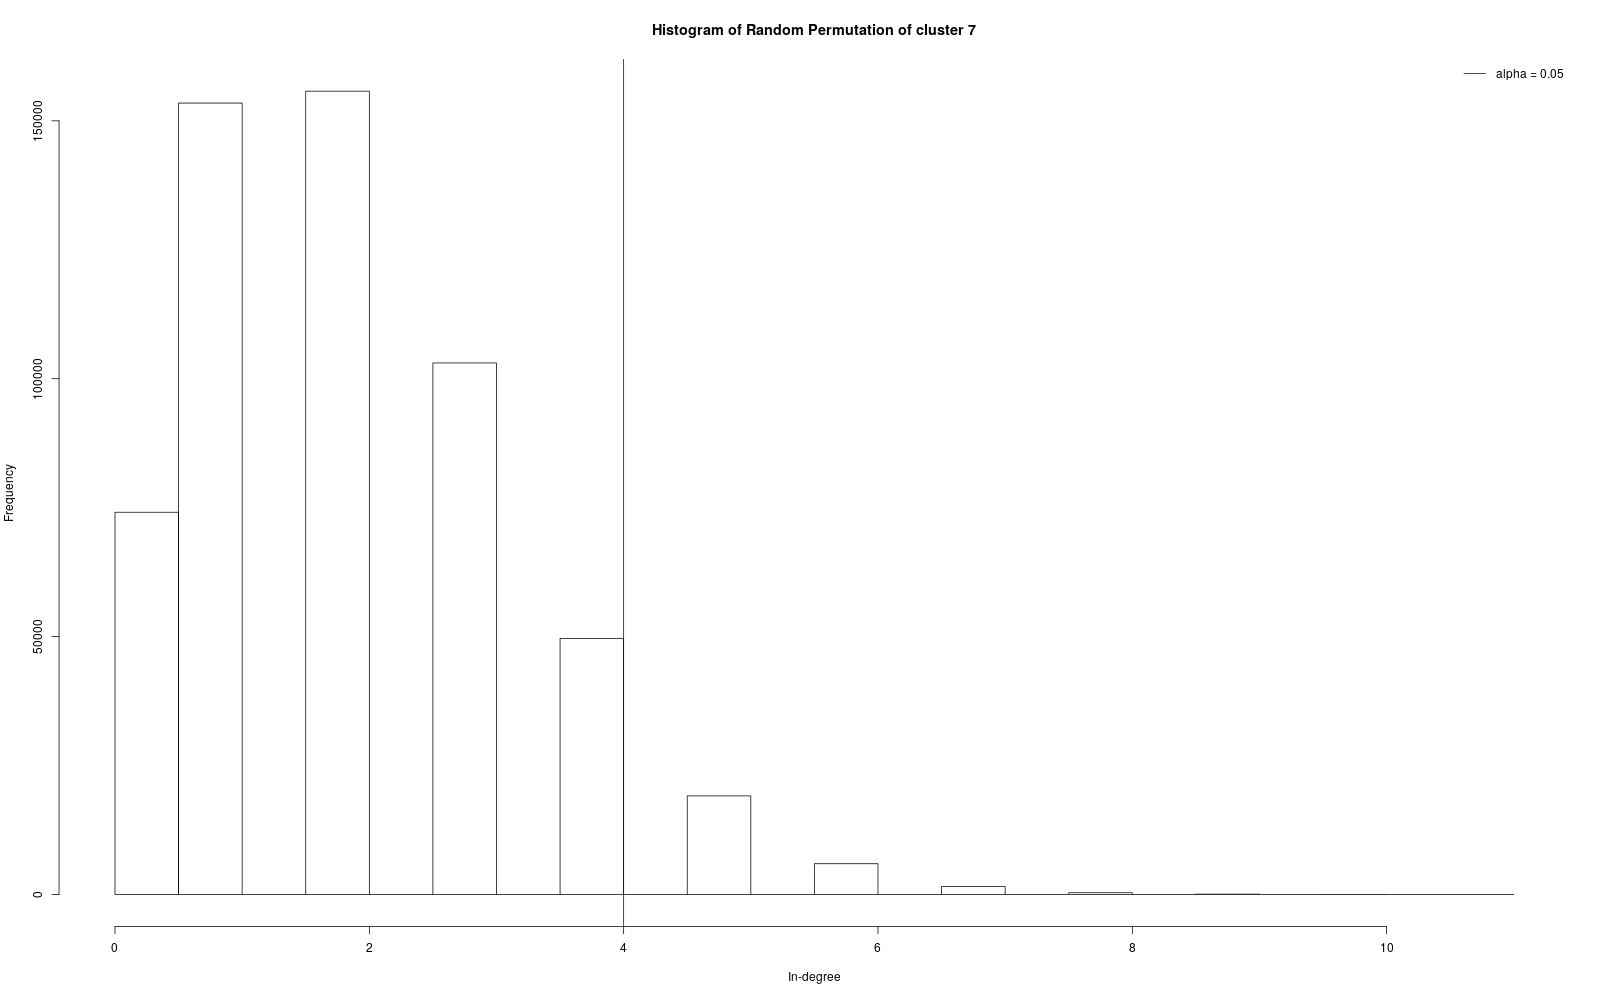 Histogram of Random Permutation of cluster 7
alpha = 0.05
150000
100000
50000
0
Frequency
0 2 4 6 8 10
In-degree